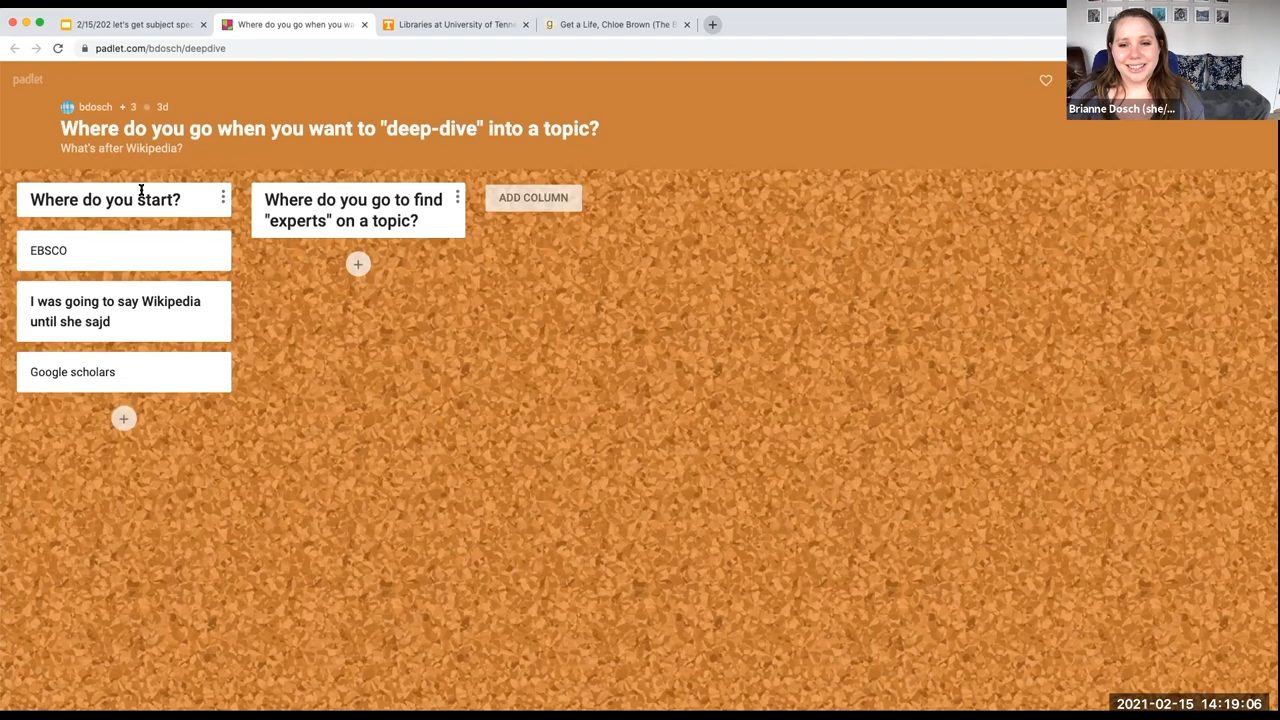 2/15/202 let's get subject spec
Where do you go when you wa
Libraries at University of Tenne
Get a Life, Chloe Brown (The B
padlet.com/bdosch/deepdive
padlet
bdosch + 3 3d
Where do you go when you want to "deep-dive" into a topic?
What's after Wikipedia?
Where do you start?
EBSCO
I was going to say Wikipedia
until she sajd
Google scholars
Where do you go to find
"experts" on a topic?
ADD COLUMN
Brianne Dosch (she/...
2021-02-15 14:19:06